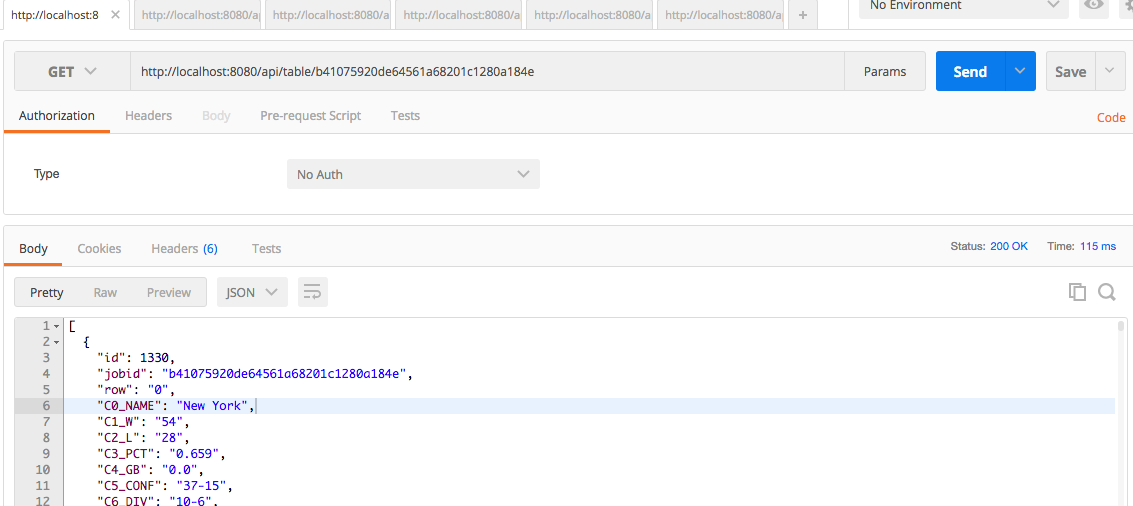 http://localhost:8 http://localhost:8080/ap http://localhost:8080/a http://localhost:8080/a http://localhost:8080/a http://localhost:8080/a + No Environment
GET http://localhost:8080/api/table/b41075920de64561a68201c1280a184e Params Send Save
Authorization Headers Body Pre-request Script Tests Code
Type No Auth
Body Cookies Headers (6) Tests Status: 200 OK Time: 115 ms
Pretty Raw Preview JSON
1 [
2 {
3 "id": 1330,
4 "jobid": "b41075920de64561a68201c1280a184e",
5 "row": "0",
6 "C0_NAME": "New York",
7 "C1_W": "54",
8 "C2_L": "28",
9 "C3_PCT": "0.659",
10 "C4_GB": "0.0",
11 "C5_CONF": "37-15",
12 "C6_DIV": "10-6",